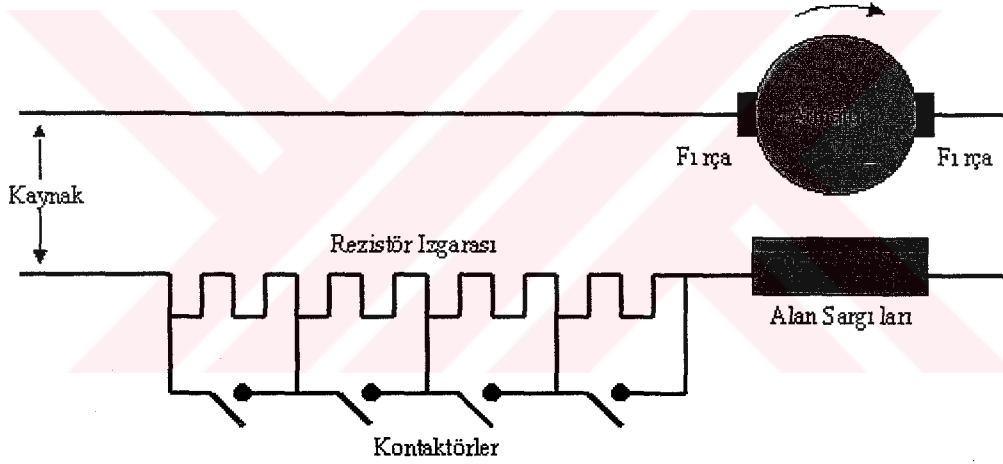 Fırça
Fırça
Kaynak
Rezistör Izgarası
Alan Sargıları
Kontaktörler